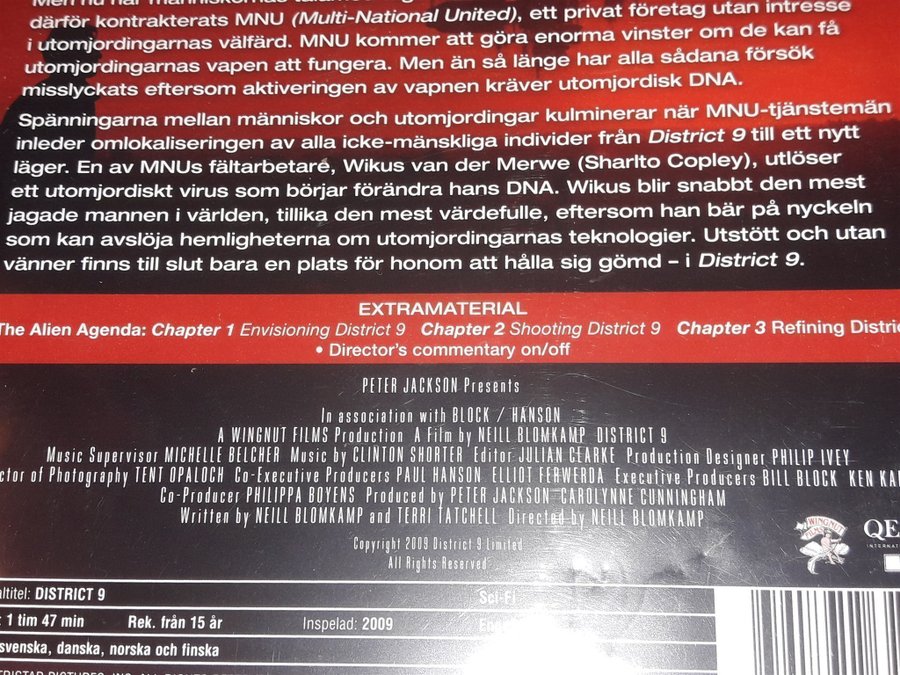 därför kontrakterats MNU (Multi-National United), ett privat företag utan intresse
i utomjordingarnas välfärd. MNU kommer att göra enorma vinster om de kan få
utomjordingarnas vapen att fungera. Men än så länge har alla sådana försök
misslyckats eftersom aktiveringen av vapnen kräver utomjordisk DNA.
Spänningarna mellan människor och utomjordingar kulminerar när MNU-tjänstemän
inleder omlokaliseringen av alla icke-mänskliga individer från District 9 till ett nytt
läger. En av MNUs fältarbetare, Wikus van der Merwe (Sharlto Copley), utlöser
ett utomjordiskt virus som börjar förändra hans DNA. Wikus blir snabbt den mest
jagade mannen i världen, tillika den mest värdefulle, eftersom han bär på nyckeln
som kan avslöja hemligheterna om utomjordingarnas teknologier. Utstött och utan
vänner finns till slut bara en plats för honom att hålla sig gömd – i District 9.
EXTRAMATERIAL
The Alien Agenda: Chapter 1 Envisioning District 9 Chapter 2 Shooting District 9 Chapter 3 Refining Distric
• Director's commentary on/off
PETER JACKSON Presents
In association with BLOCK / HANSON
A WINGNUT FILMS Production A Film by NEILL BLOMKAMP DISTRICT 9
Music Supervisor MICHELLE BELCHER Music by CLINTON SHORTER Editor JULIAN CLARKE Production Designer PHILIP IVEY
ctor of Photography TENT OPALOCH Co-Executive Producers PAUL HANSON ELLIOT FERWERDA Executive Producers BILL BLOCK KEN KA
Co-Producer PHILIPPA BOYENS Produced by PETER JACKSON CAROLYNNE CUNNINGHAM
Written by NEILL BLOMKAMP and TERRI TATCHELL Directed by NEILL BLOMKAMP
WINGNUT FILMS
QE
INTERNAT
Copyright 2009 District 9 Limited
All Rights Reserved
altitel: DISTRICT 9 Sci-Fi
: 1 tim 47 min Rek. från 15 år Inspelad: 2009
svenska, danska, norska och finska